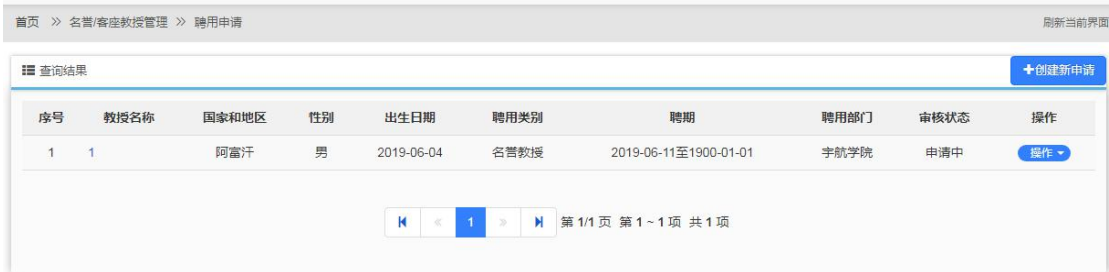 首页 » 名誉/客座教授管理 » 聘用申请 刷新当前界面
查询结果 +创建新申请
序号 教授名称 国家和地区 性别 出生日期 聘用类别 聘期 聘用部门 审核状态 操作
1 1 阿富汗 男 2019-06-04 名誉教授 2019-06-11至1900-01-01 宇航学院 申请中 操作
« 1 » 第 1/1 页 第 1 ~ 1 项 共 1 项